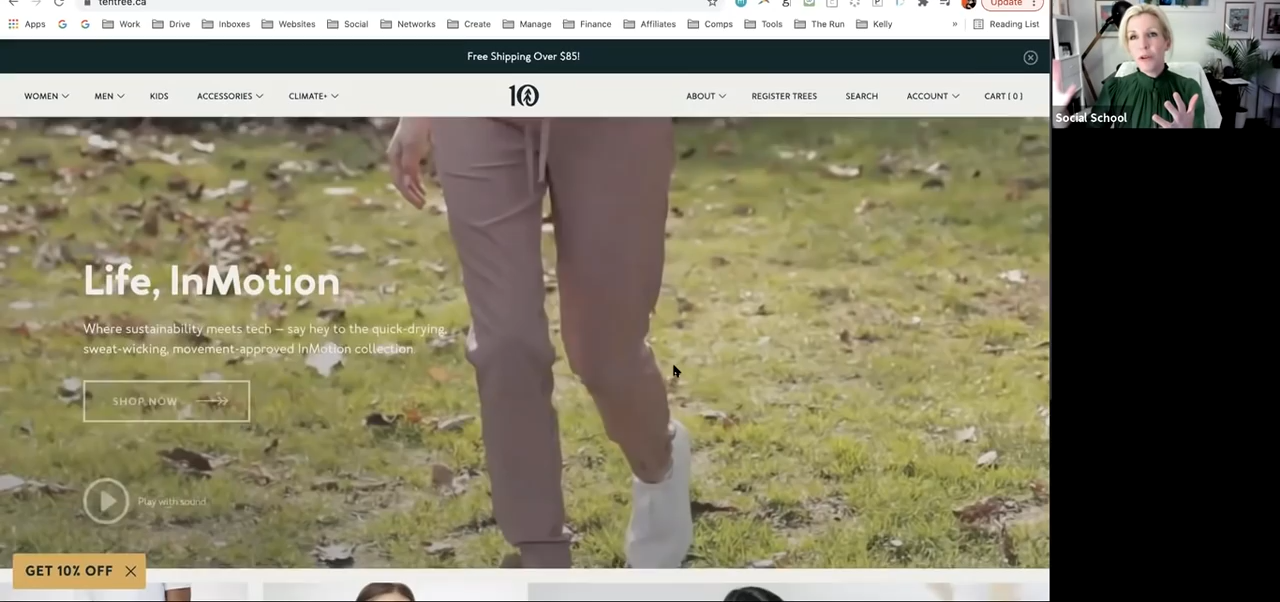 tentree.ca
Update
Apps
Work
Drive
Inboxes
Websites
Social
Networks
Create
Manage
Finance
Affiliates
Comps
Tools
The Run
Kelly
»
Reading List
Free Shipping Over $85!
WOMEN
MEN
KIDS
ACCESSORIES
CLIMATE+
10
ABOUT
REGISTER TREES
SEARCH
ACCOUNT
CART [ 0 ]
Social School
Life, InMotion
Where sustainability meets tech – say hey to the quick-drying,
sweat-wicking, movement-approved InMotion collection.
SHOP NOW
Play with sound
GET 10% OFF